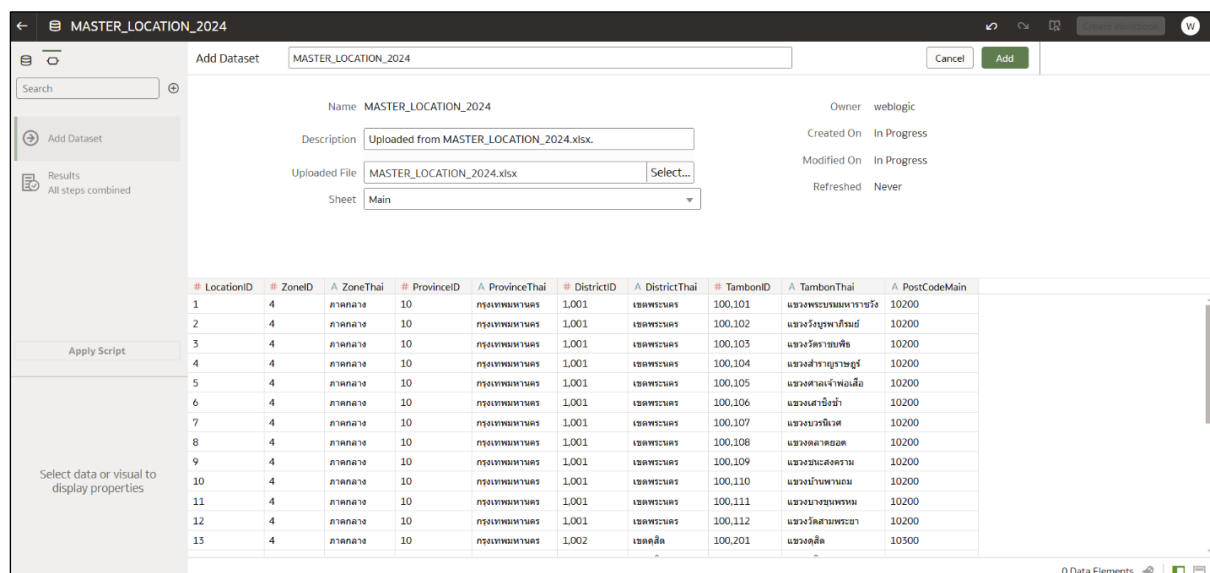 MASTER_LOCATION_2024
Create Workbook
W
Add Dataset MASTER_LOCATION_2024 Cancel Add
Search
Add Dataset
Results
All steps combined
Apply Script
Select data or visual to
display properties
Name MASTER_LOCATION_2024
Description Uploaded from MASTER_LOCATION_2024.xlsx.
Uploaded File MASTER_LOCATION_2024.xlsx Select...
Sheet Main
Owner weblogic
Created On In Progress
Modified On In Progress
Refreshed Never
# LocationID # ZoneID A ZoneThai # ProvinceID A ProvinceThai # DistrictID A DistrictThai # TambonID A TambonThai A PostCodeMain
1 4 ภาคกลาง 10 กรุงเทพมหานคร 1,001 เขตพระนคร 100,101 แขวงพระบรมมหาราชวัง 10200
2 4 ภาคกลาง 10 กรุงเทพมหานคร 1,001 เขตพระนคร 100,102 แขวงวังบูรพาภิรมย์ 10200
3 4 ภาคกลาง 10 กรุงเทพมหานคร 1,001 เขตพระนคร 100,103 แขวงวัดราชบพิธ 10200
4 4 ภาคกลาง 10 กรุงเทพมหานคร 1,001 เขตพระนคร 100,104 แขวงสำราญราษฎร์ 10200
5 4 ภาคกลาง 10 กรุงเทพมหานคร 1,001 เขตพระนคร 100,105 แขวงศาลเจ้าพ่อเสือ 10200
6 4 ภาคกลาง 10 กรุงเทพมหานคร 1,001 เขตพระนคร 100,106 แขวงเสาชิงช้า 10200
7 4 ภาคกลาง 10 กรุงเทพมหานคร 1,001 เขตพระนคร 100,107 แขวงบวรนิเวศ 10200
8 4 ภาคกลาง 10 กรุงเทพมหานคร 1,001 เขตพระนคร 100,108 แขวงตลาดยอด 10200
9 4 ภาคกลาง 10 กรุงเทพมหานคร 1,001 เขตพระนคร 100,109 แขวงชนะสงคราม 10200
10 4 ภาคกลาง 10 กรุงเทพมหานคร 1,001 เขตพระนคร 100,110 แขวงบ้านพานถม 10200
11 4 ภาคกลาง 10 กรุงเทพมหานคร 1,001 เขตพระนคร 100,111 แขวงบางขุนพรหม 10200
12 4 ภาคกลาง 10 กรุงเทพมหานคร 1,001 เขตพระนคร 100,112 แขวงวัดสามพระยา 10200
13 4 ภาคกลาง 10 กรุงเทพมหานคร 1,002 เขตดุสิต 100,201 แขวงดุสิต 10300
0 Data Elements